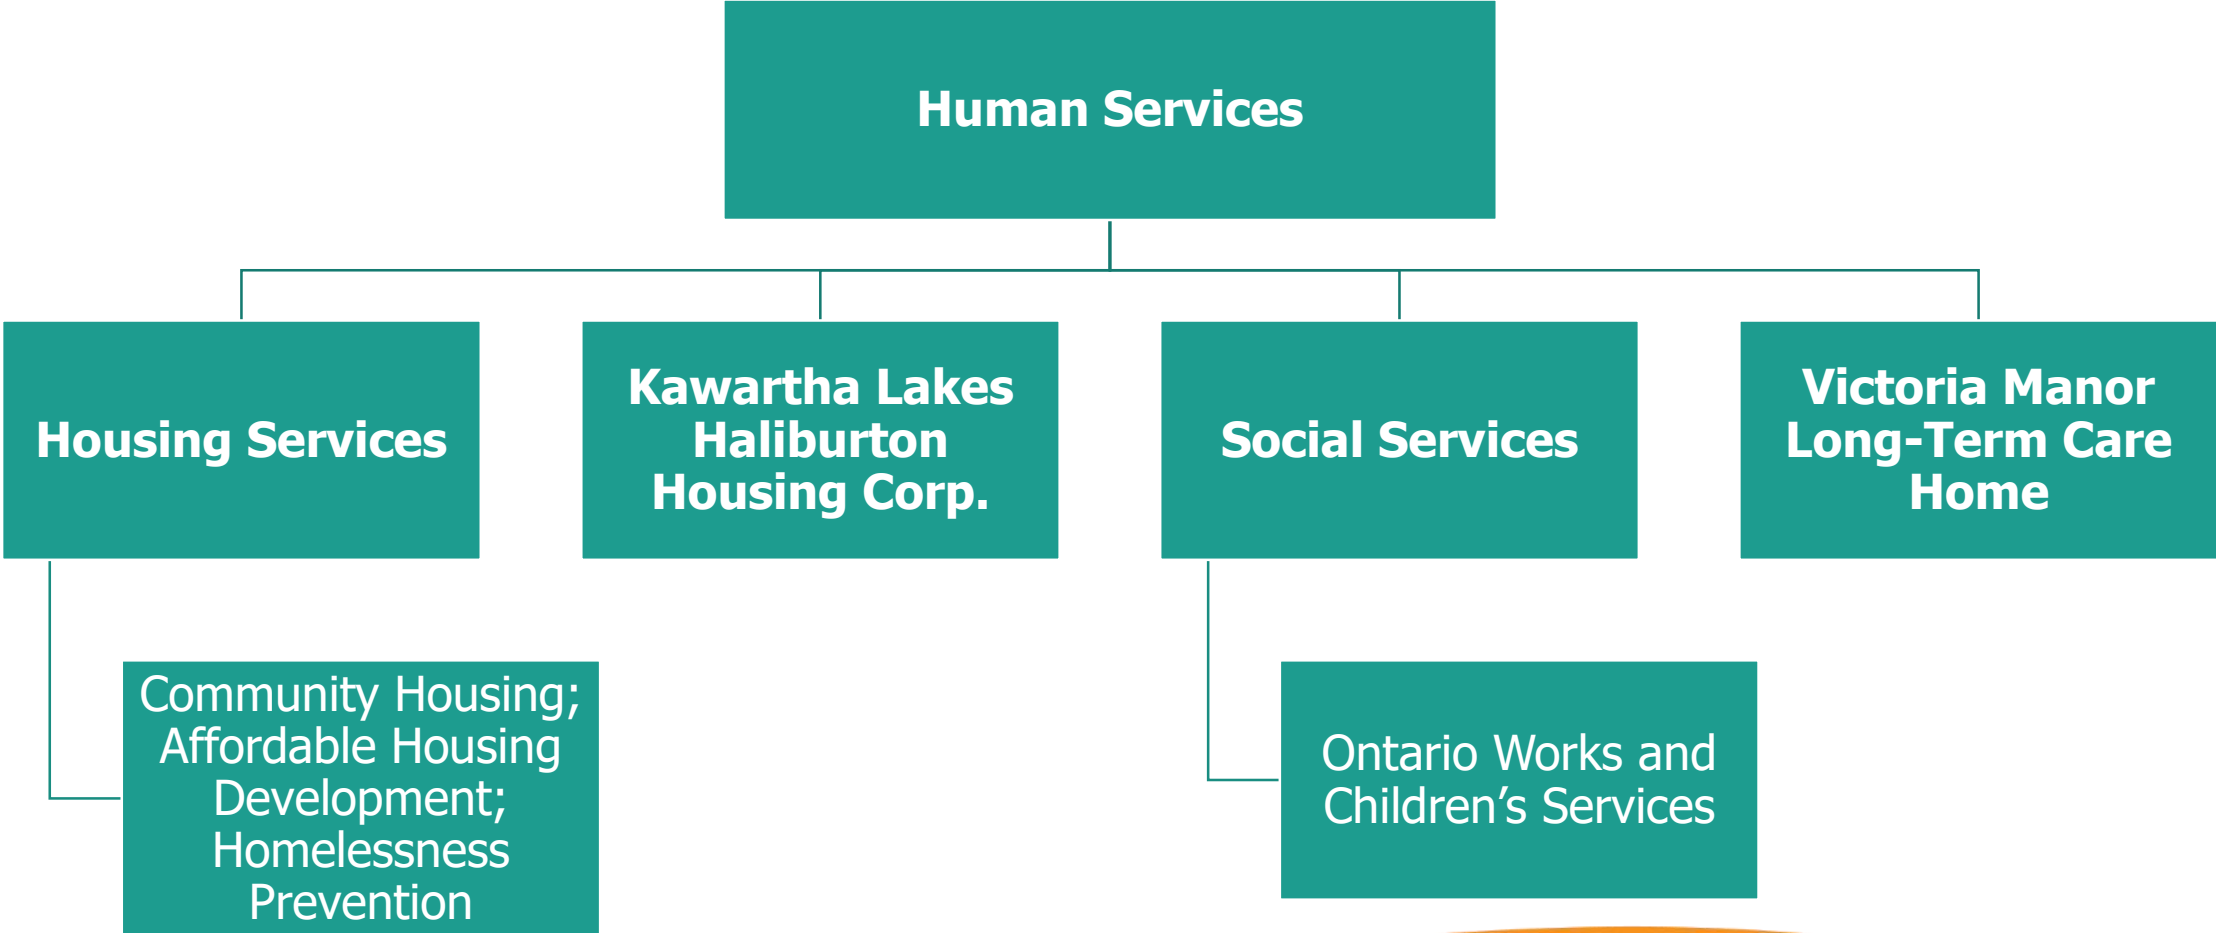 Human Services
Housing Services
Kawartha Lakes
Haliburton
Housing Corp.
Social Services
Victoria Manor
Long-Term Care
Home
Community Housing;
Affordable Housing
Development;
Homelessness
Prevention
Ontario Works and
Children’s Services